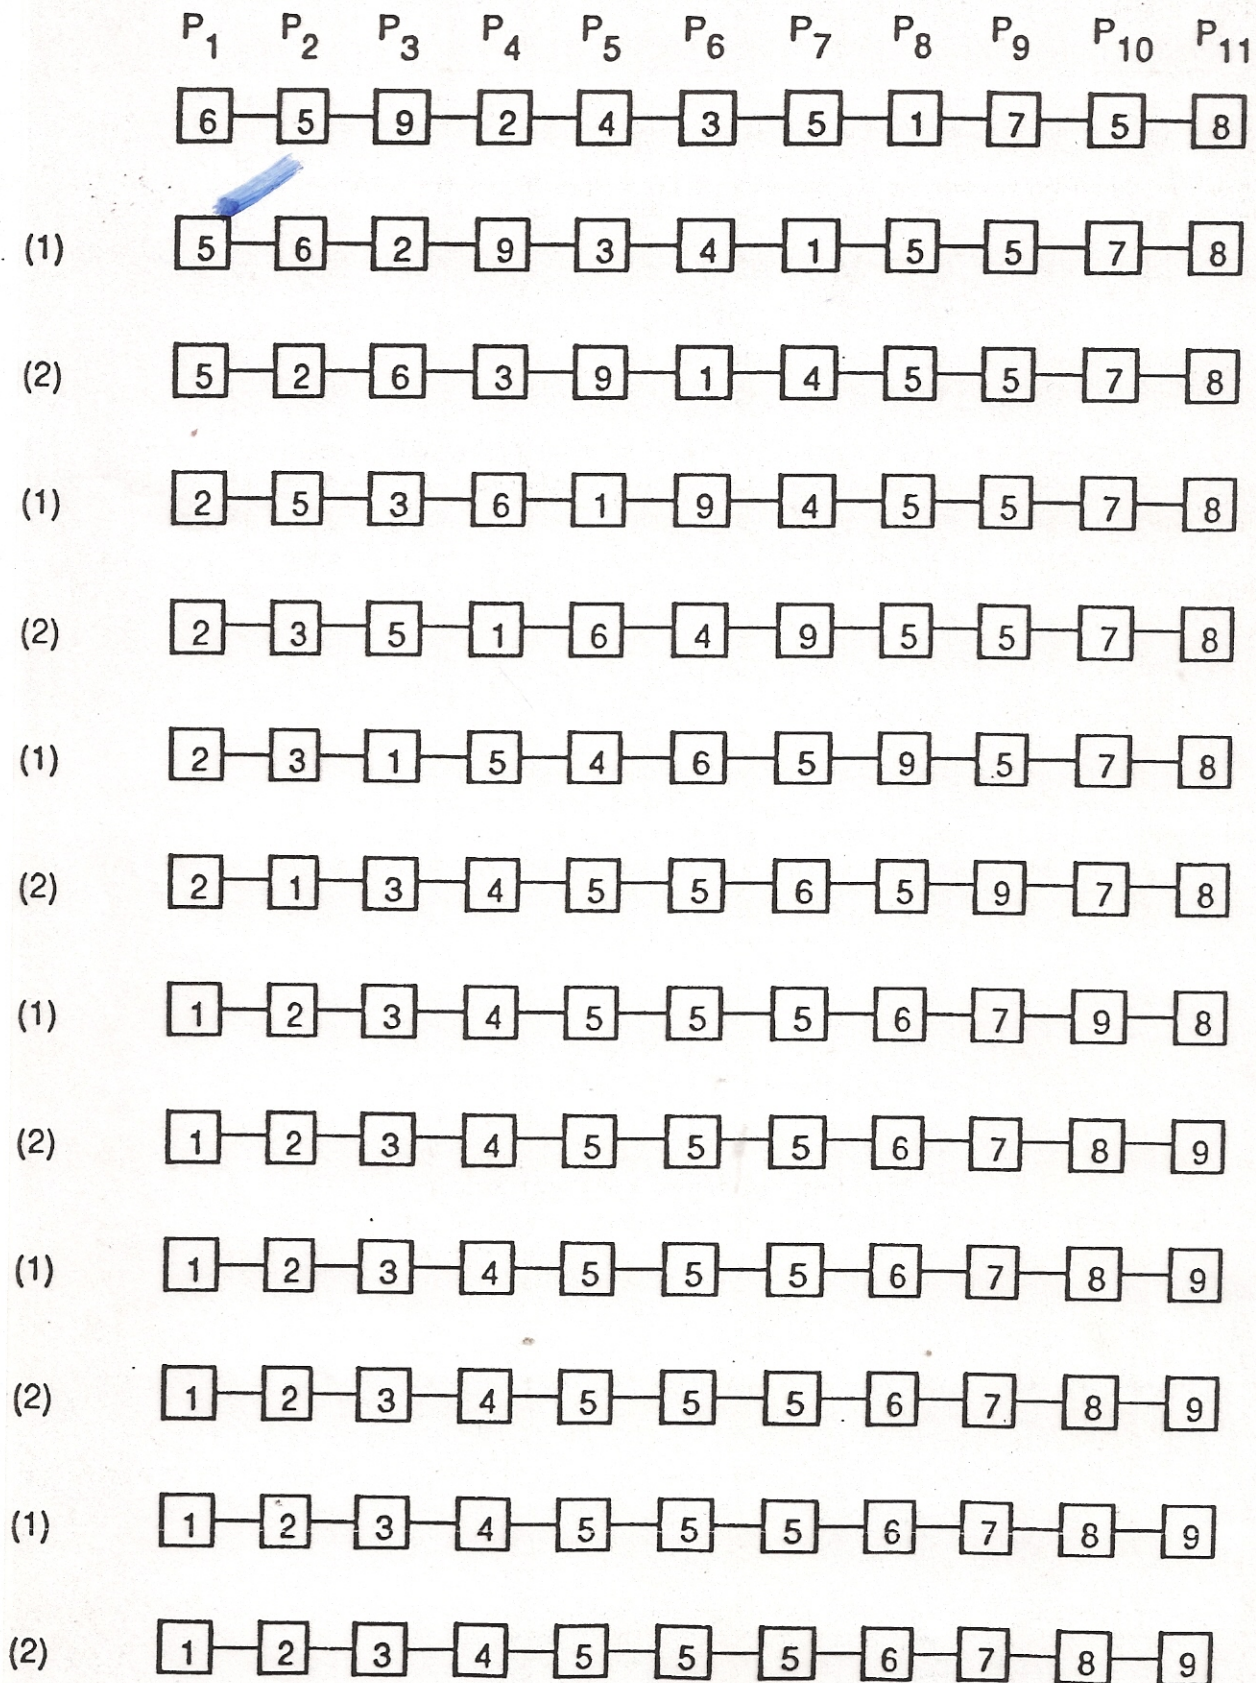 P1 P2 P3 P4 P5 P6 P7 P8 P9 P10 P11
6 5 9 2 4 3 5 1 7 5 8
(1) 5 6 2 9 3 4 1 5 5 7 8
(2) 5 2 6 3 9 1 4 5 5 7 8
(1) 2 5 3 6 1 9 4 5 5 7 8
(2) 2 3 5 1 6 4 9 5 5 7 8
(1) 2 3 1 5 4 6 5 9 5 7 8
(2) 2 1 3 4 5 5 6 5 9 7 8
(1) 1 2 3 4 5 5 5 6 7 9 8
(2) 1 2 3 4 5 5 5 6 7 8 9
(1) 1 2 3 4 5 5 5 6 7 8 9
(2) 1 2 3 4 5 5 5 6 7 8 9
(1) 1 2 3 4 5 5 5 6 7 8 9
(2) 1 2 3 4 5 5 5 6 7 8 9